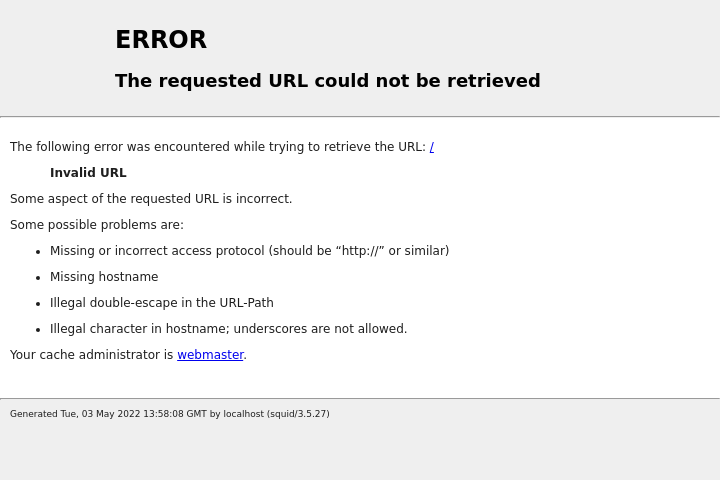 ERROR
The requested URL could not be retrieved
The following error was encountered while trying to retrieve the URL: /
Invalid URL
Some aspect of the requested URL is incorrect.
Some possible problems are:
• Missing or incorrect access protocol (should be “http://” or similar)
• Missing hostname
• Illegal double-escape in the URL-Path
• Illegal character in hostname; underscores are not allowed.
Your cache administrator is webmaster.
Generated Tue, 03 May 2022 13:58:08 GMT by localhost (squid/3.5.27)